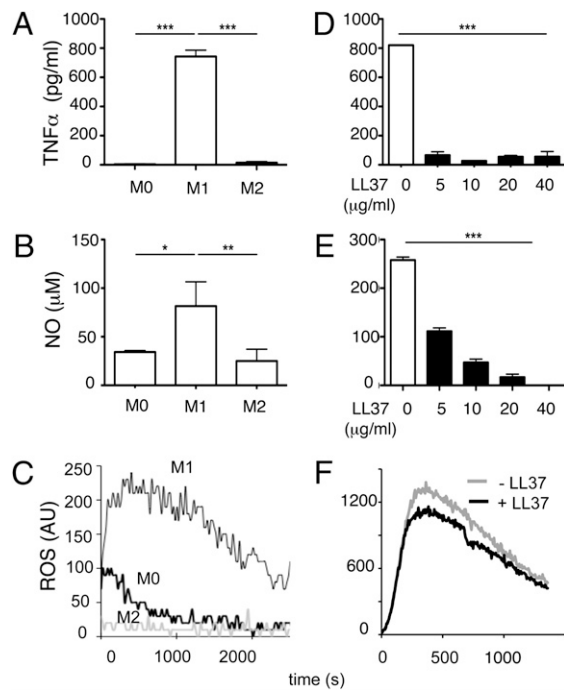 A
TNFα (pg/ml)
1000
800
600
400
200
0
*** ***
M0 M1 M2
D
1000
800
600
400
200
0
***
LL37 0 5 10 20 40
(μg/ml)
B
NO (μM)
150
100
50
0
* **
M0 M1 M2
E
300
200
100
0
***
LL37 0 5 10 20 40
(μg/ml)
C
ROS (AU)
250
200
150
100
50
0
M1
M0
M2
0 1000 2000
F
1200
900
600
300
0
- LL37
+ LL37
0 500 1000
time (s)